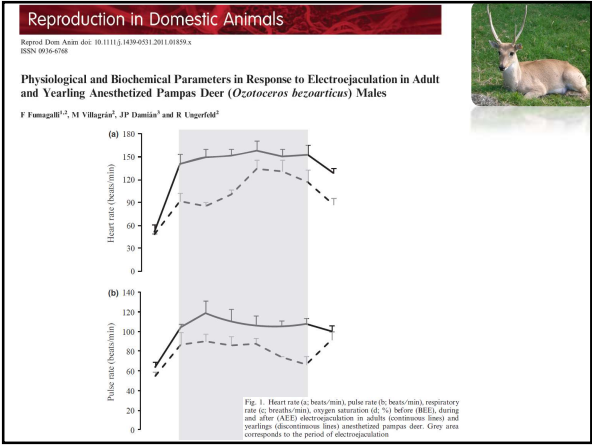 Reproduction in Domestic Animals
Reprod Dom Anim doi: 10.1111/j.1439-0531.2011.01859.x
ISSN 0936-6768
Physiological and Biochemical Parameters in Response to Electroejaculation in Adult
and Yearling Anesthetized Pampas Deer (Ozotoceros bezoarticus) Males
F Fumagalli1,2, M Villagrán2, JP Damián3 and R Ungerfeld2
(a) 180
150
120
90
60
30
0
Heart rate (beats/min)
(b) 140
120
100
80
60
40
20
0
Pulse rate (beats/min)
Fig. 1. Heart rate (a; beats/min), pulse rate (b; beats/min), respiratory
rate (c; breaths/min), oxygen saturation (d; %) before (BEE), during
and after (AEE) electroejaculation in adults (continuous lines) and
yearlings (discontinuous lines) anesthetized pampas deer. Grey area
corresponds to the period of electroejaculation